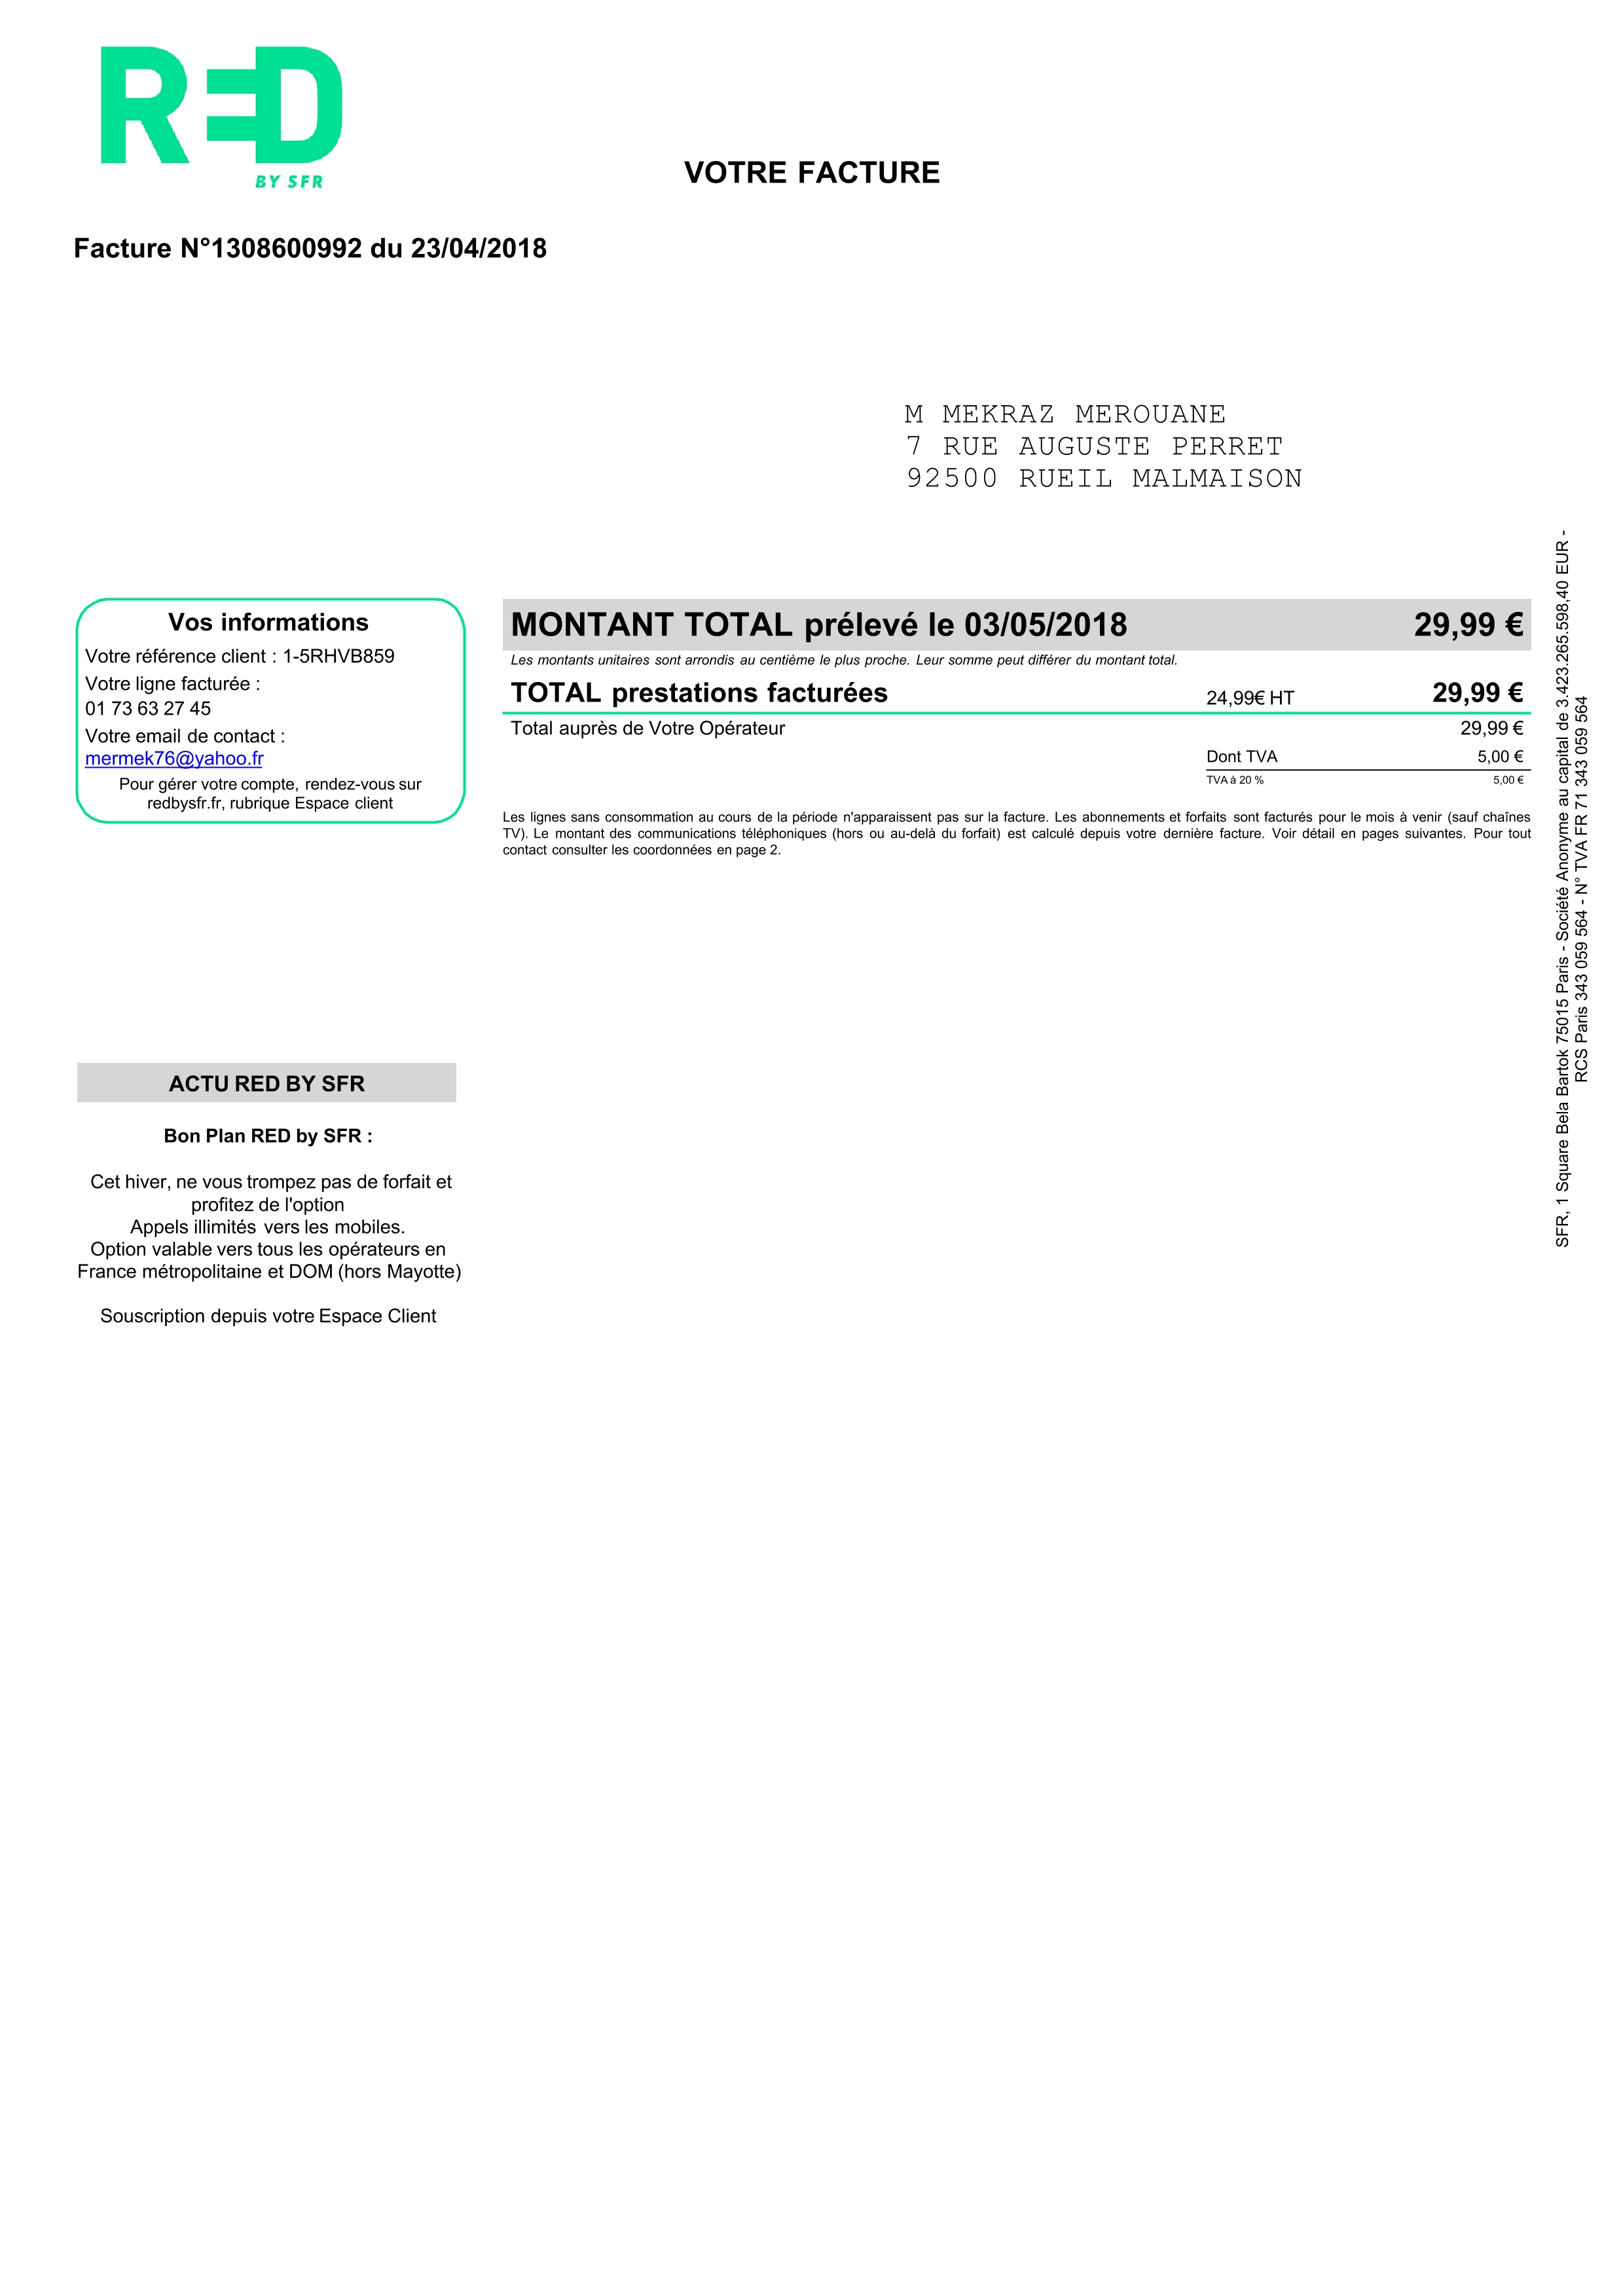 RED
BY SFR
VOTRE FACTURE
Facture N°1308600992 du 23/04/2018
M MEKRAZ MEROUANE
7 RUE AUGUSTE PERRET
92500 RUEIL MALMAISON
Vos informations
Votre référence client : 1-5RHVB859
Votre ligne facturée :
01 73 63 27 45
Votre email de contact :
mermek76@yahoo.fr
Pour gérer votre compte, rendez-vous sur
redbysfr.fr, rubrique Espace client
MONTANT TOTAL prélevé le 03/05/2018 29,99 €
Les montants unitaires sont arrondis au centième le plus proche. Leur somme peut différer du montant total.
TOTAL prestations facturées 24,99€ HT 29,99 €
Total auprès de Votre Opérateur 29,99 €
Dont TVA 5,00 €
TVA à 20 % 5,00 €
Les lignes sans consommation au cours de la période n'apparaissent pas sur la facture. Les abonnements et forfaits sont facturés pour le mois à venir (sauf chaînes
TV). Le montant des communications téléphoniques (hors ou au-delà du forfait) est calculé depuis votre dernière facture. Voir détail en pages suivantes. Pour tout
contact consulter les coordonnées en page 2.
ACTU RED BY SFR
Bon Plan RED by SFR :
Cet hiver, ne vous trompez pas de forfait et
profitez de l'option
Appels illimités vers les mobiles.
Option valable vers tous les opérateurs en
France métropolitaine et DOM (hors Mayotte)
Souscription depuis votre Espace Client
SFR, 1 Square Bela Bartok 75015 Paris - Société Anonyme au capital de 3.423.265.598,40 EUR -
RCS Paris 343 059 564 - N° TVA FR 71 343 059 564